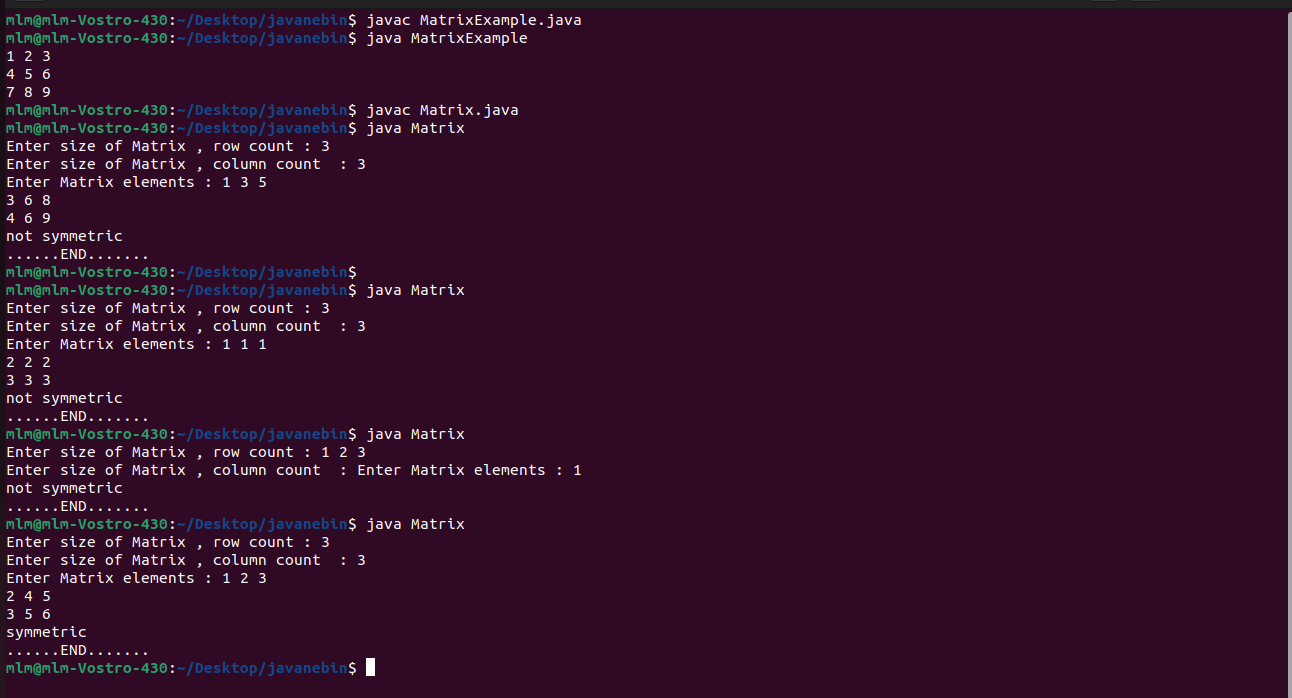 mlm@mlm-Vostro-430:~/Desktop/javanebin$ javac MatrixExample.java
mlm@mlm-Vostro-430:~/Desktop/javanebin$ java MatrixExample
1 2 3
4 5 6
7 8 9
mlm@mlm-Vostro-430:~/Desktop/javanebin$ javac Matrix.java
mlm@mlm-Vostro-430:~/Desktop/javanebin$ java Matrix
Enter size of Matrix , row count : 3
Enter size of Matrix , column count  : 3
Enter Matrix elements : 1 3 5
3 6 8
4 6 9
not symmetric
......END.......
mlm@mlm-Vostro-430:~/Desktop/javanebin$
mlm@mlm-Vostro-430:~/Desktop/javanebin$ java Matrix
Enter size of Matrix , row count : 3
Enter size of Matrix , column count  : 3
Enter Matrix elements : 1 1 1
2 2 2
3 3 3
not symmetric
......END.......
mlm@mlm-Vostro-430:~/Desktop/javanebin$ java Matrix
Enter size of Matrix , row count : 1 2 3
Enter size of Matrix , column count  : Enter Matrix elements : 1
not symmetric
......END.......
mlm@mlm-Vostro-430:~/Desktop/javanebin$ java Matrix
Enter size of Matrix , row count : 3
Enter size of Matrix , column count  : 3
Enter Matrix elements : 1 2 3
2 4 5
3 5 6
symmetric
......END.......
mlm@mlm-Vostro-430:~/Desktop/javanebin$